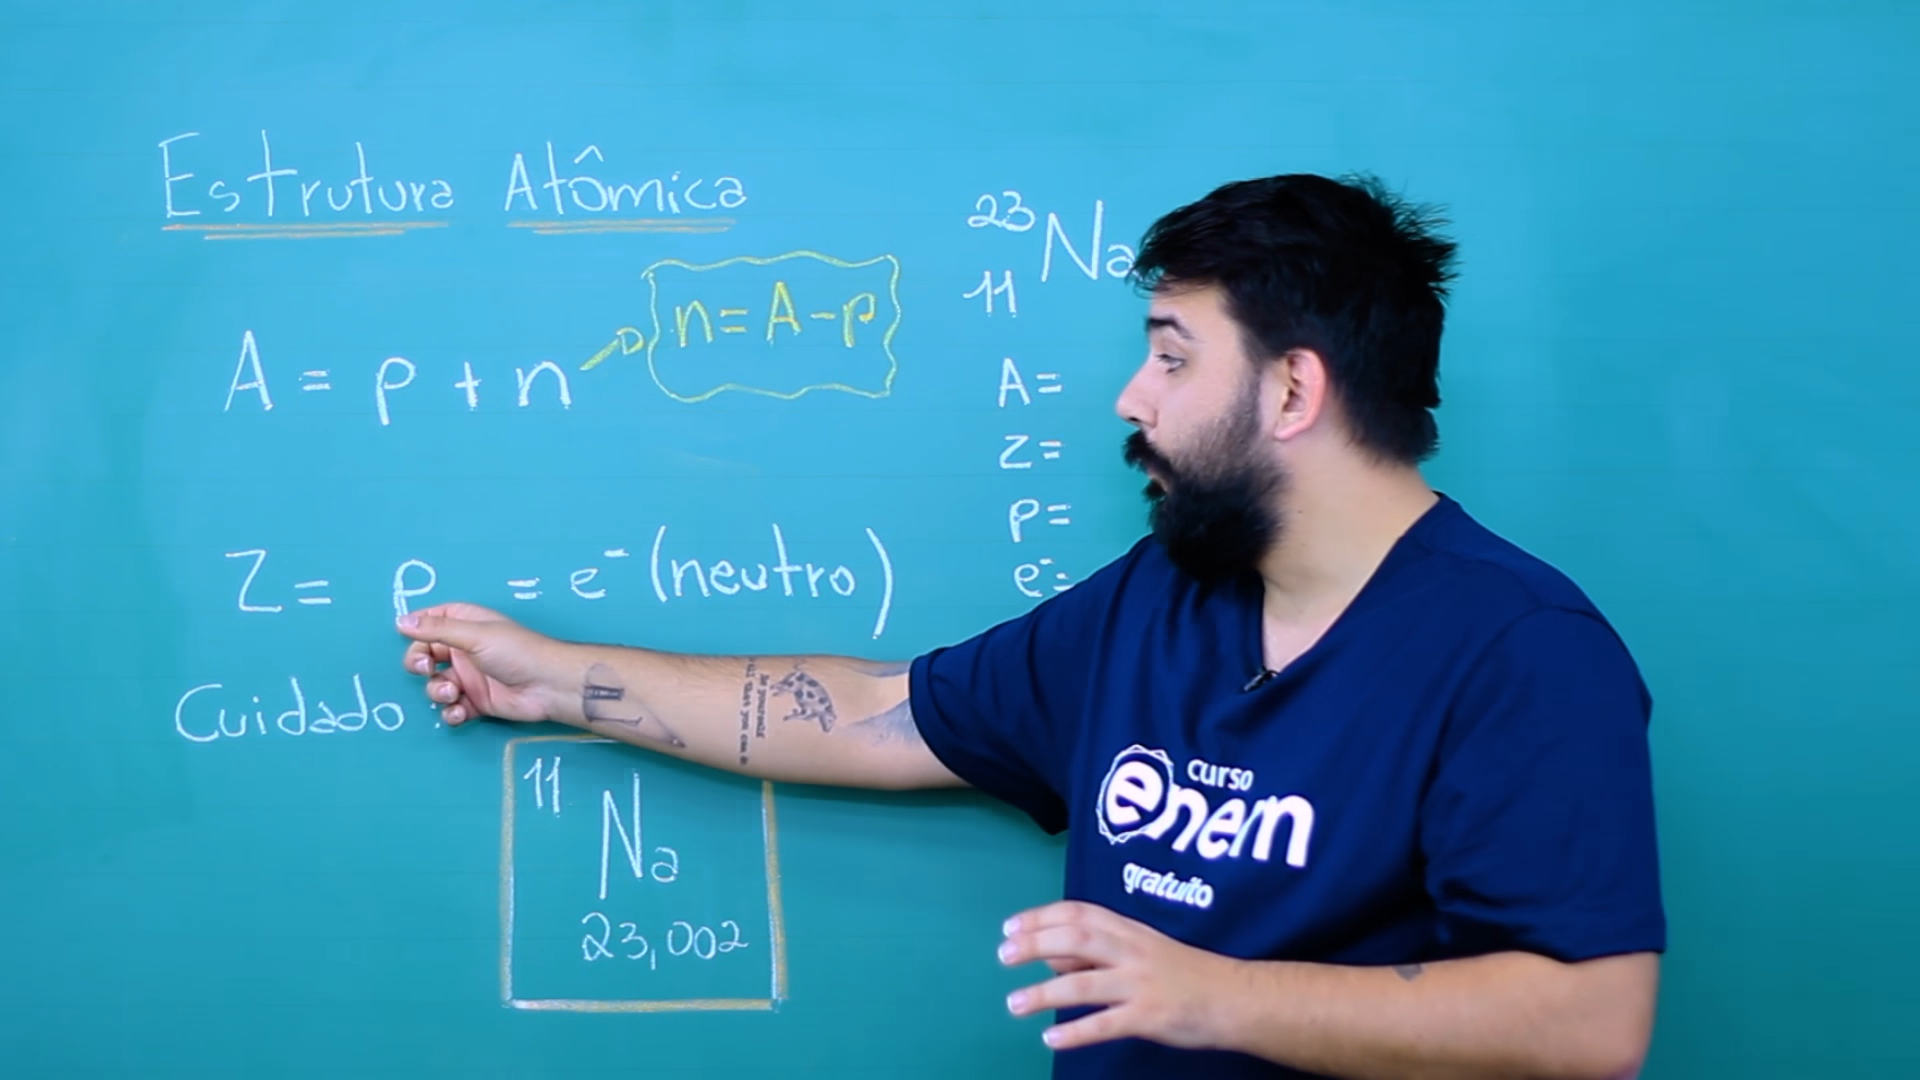 Estrutura Atômica
A = p + n
n = A - p
Z = p = e⁻ (neutro)
Cuidado :
11
Na
23,002
23
Na
11
A =
Z =
p =
e⁻ =
curso
enem
gratuito